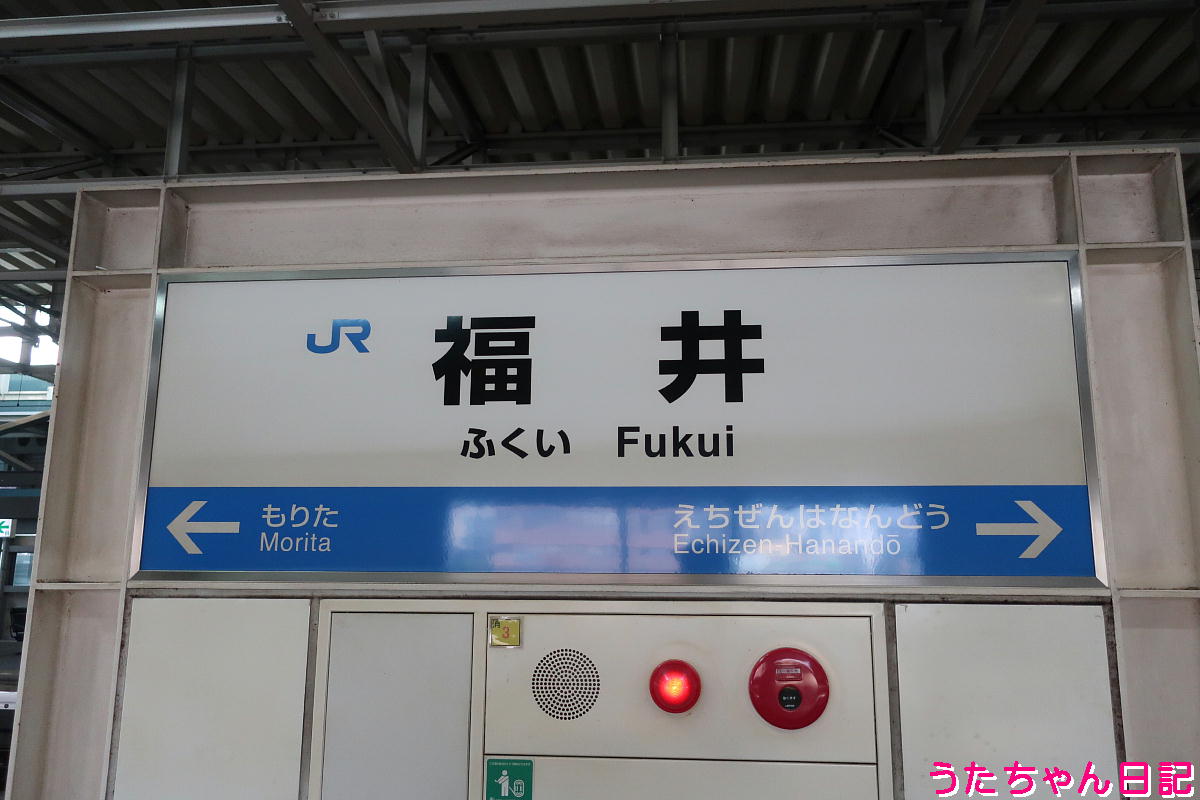 JR 福井
ふくい Fukui
← もりた えちぜんはなんどう →
Morita Echizen-Hanandō
消
3
うたちゃん日記